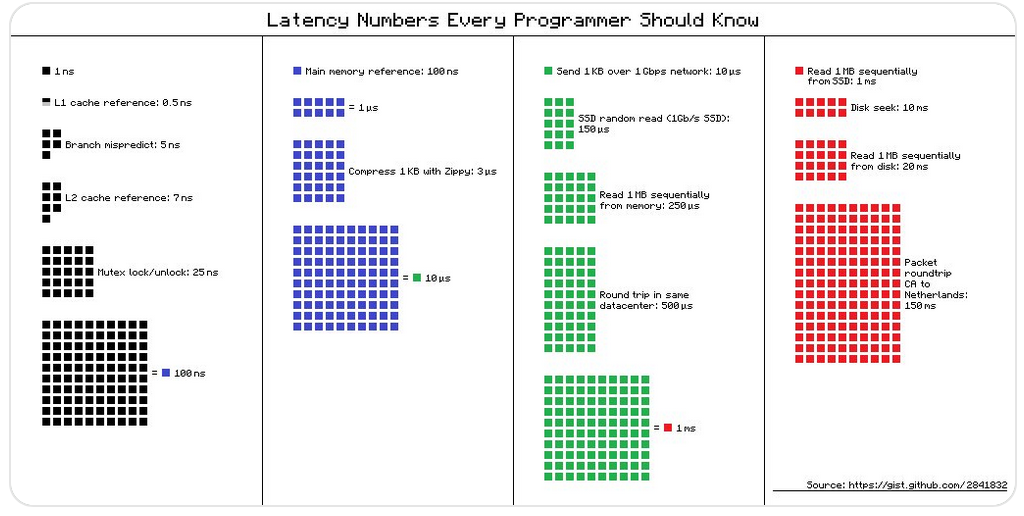 Latency Numbers Every Programmer Should Know
1 ns
L1 cache reference: 0.5 ns
Branch mispredict: 5 ns
L2 cache reference: 7 ns
Mutex lock/unlock: 25 ns
= 100 ns
Main memory reference: 100 ns
= 1 µs
Compress 1 KB with Zippy: 3 µs
= 10 µs
Send 1 KB over 1 Gbps network: 10 µs
SSD random read (1Gb/s SSD):
150 µs
Read 1 MB sequentially
from memory: 250 µs
Round trip in same
datacenter: 500 µs
= 1 ms
Read 1 MB sequentially
from SSD: 1 ms
Disk seek: 10 ms
Read 1 MB sequentially
from disk: 20 ms
Packet
roundtrip
CA to
Netherlands:
150 ms
Source: https://gist.github.com/2841832